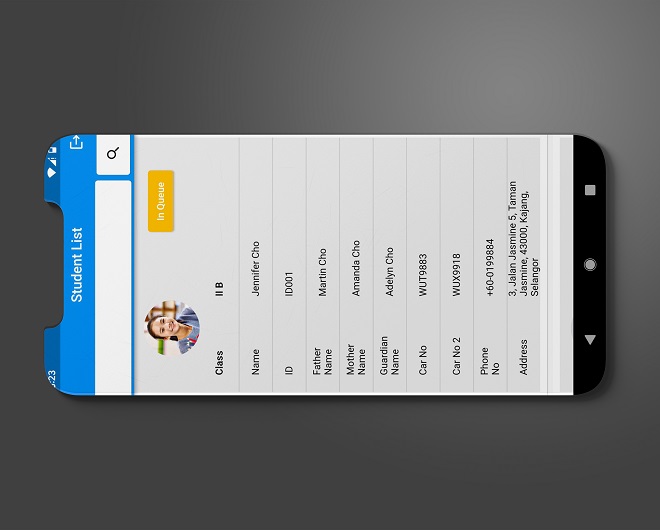 :23
Student List
In Queue
Class II B
Name Jennifer Cho
ID ID001
Father Name Martin Cho
Mother Name Amanda Cho
Guardian Name Adelyn Cho
Car No WUT9883
Car No 2 WUX9918
Phone No +60-0199884
Address 3, Jalan Jasmine 5, Taman
Jasmine, 43000, Kajang,
Selangor